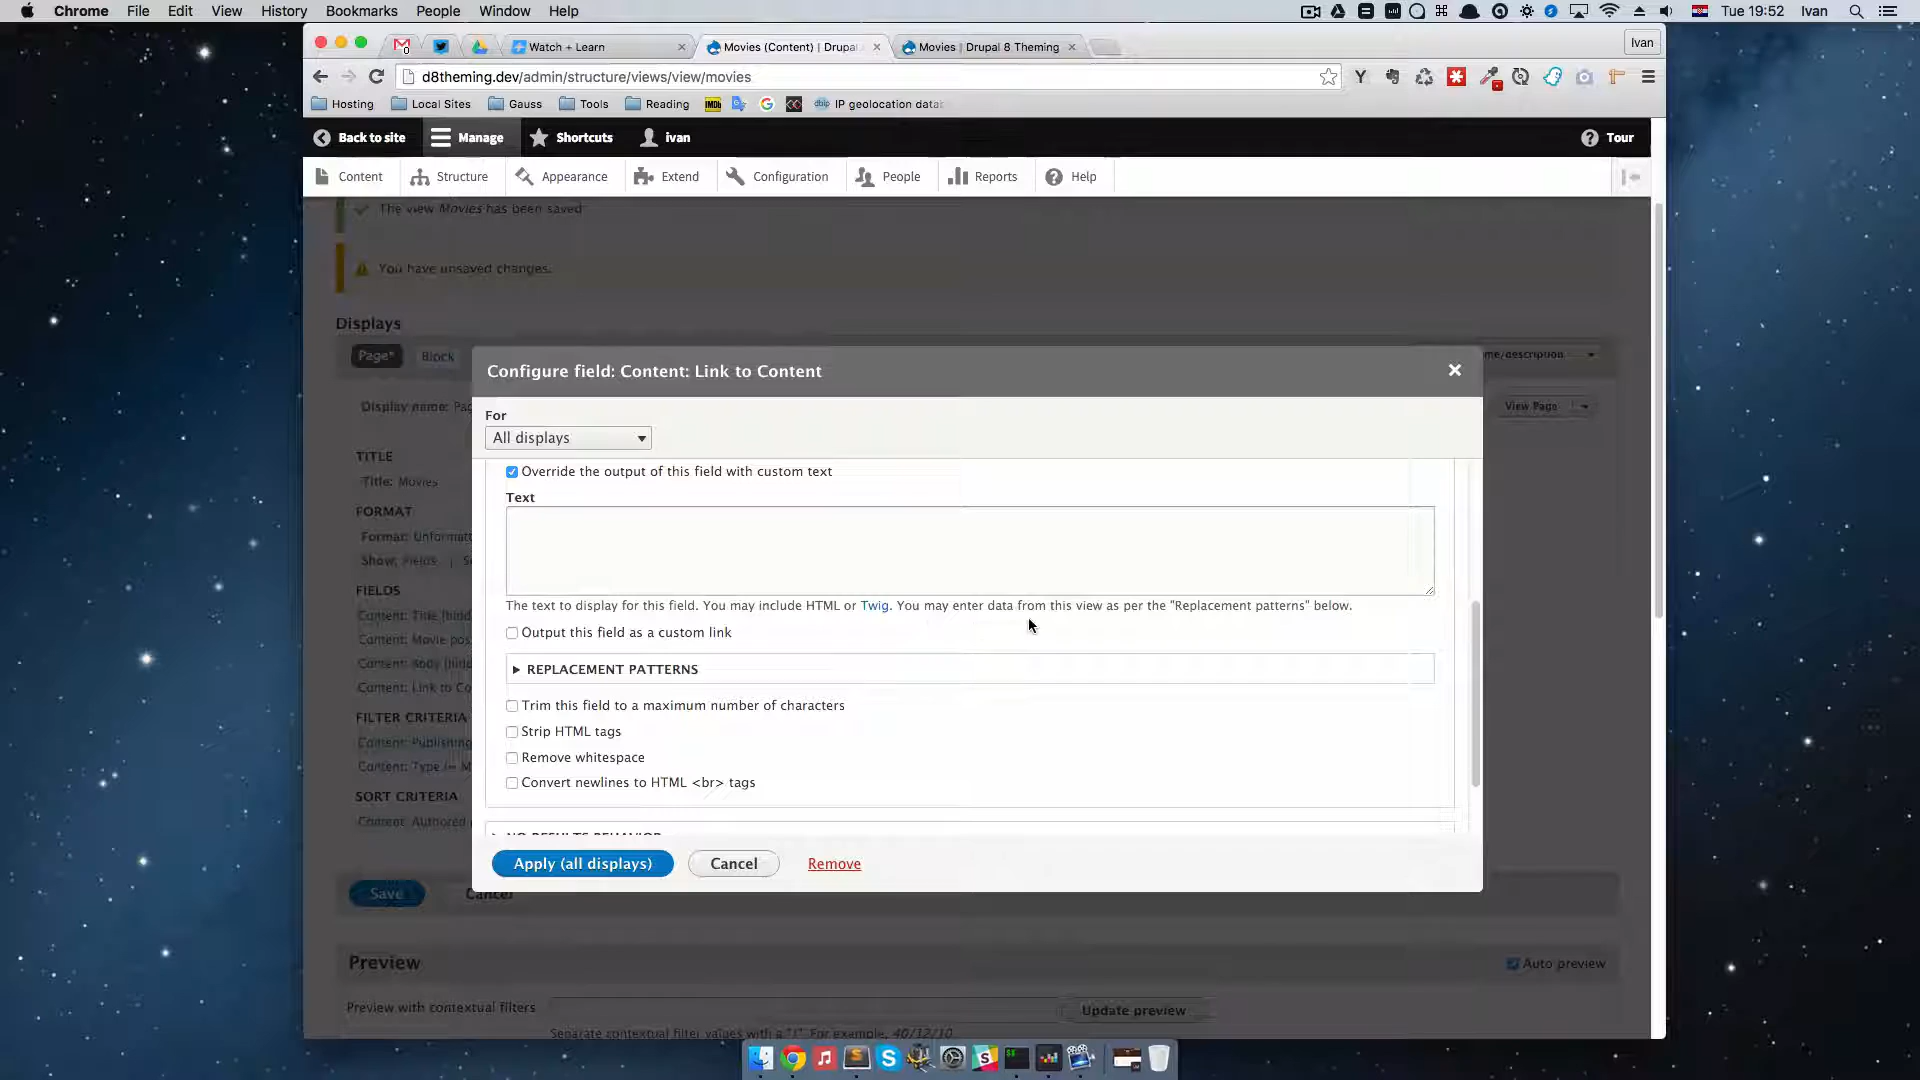 Chrome File Edit View History Bookmarks People Window Help Tue 19:52 Ivan
0 Watch + Learn Movies (Content) | Drupal Movies | Drupal 8 Theming Ivan
d8theming.dev/admin/structure/views/view/movies
Hosting Local Sites Gauss Tools Reading IMDb IP geolocation data
Back to site Manage Shortcuts ivan Tour
Content Structure Appearance Extend Configuration People Reports Help
The view Movies has been saved
You have unsaved changes.
Displays
Page* Block me/description
Configure field: Content: Link to Content
Display name: Pag View Page
For
All displays
TITLE
Title: Movies
FORMAT
Format: Unformatt
Show: Fields | S
FIELDS
Content: Title [hidd
Content: Movie pos
Content: Body [hidd
Content: Link to Co
FILTER CRITERIA
Content: Publishing
Content: Type (= M
SORT CRITERIA
Content: Authored
Override the output of this field with custom text
Text
The text to display for this field. You may include HTML or Twig. You may enter data from this view as per the "Replacement patterns" below.
Output this field as a custom link
REPLACEMENT PATTERNS
Trim this field to a maximum number of characters
Strip HTML tags
Remove whitespace
Convert newlines to HTML <br> tags
NO RESULTS BEHAVIOR
Apply (all displays) Cancel Remove
Save Cancel
Preview Auto preview
Preview with contextual filters Update preview
Separate contextual filter values with a "/". For example, 40/12/10